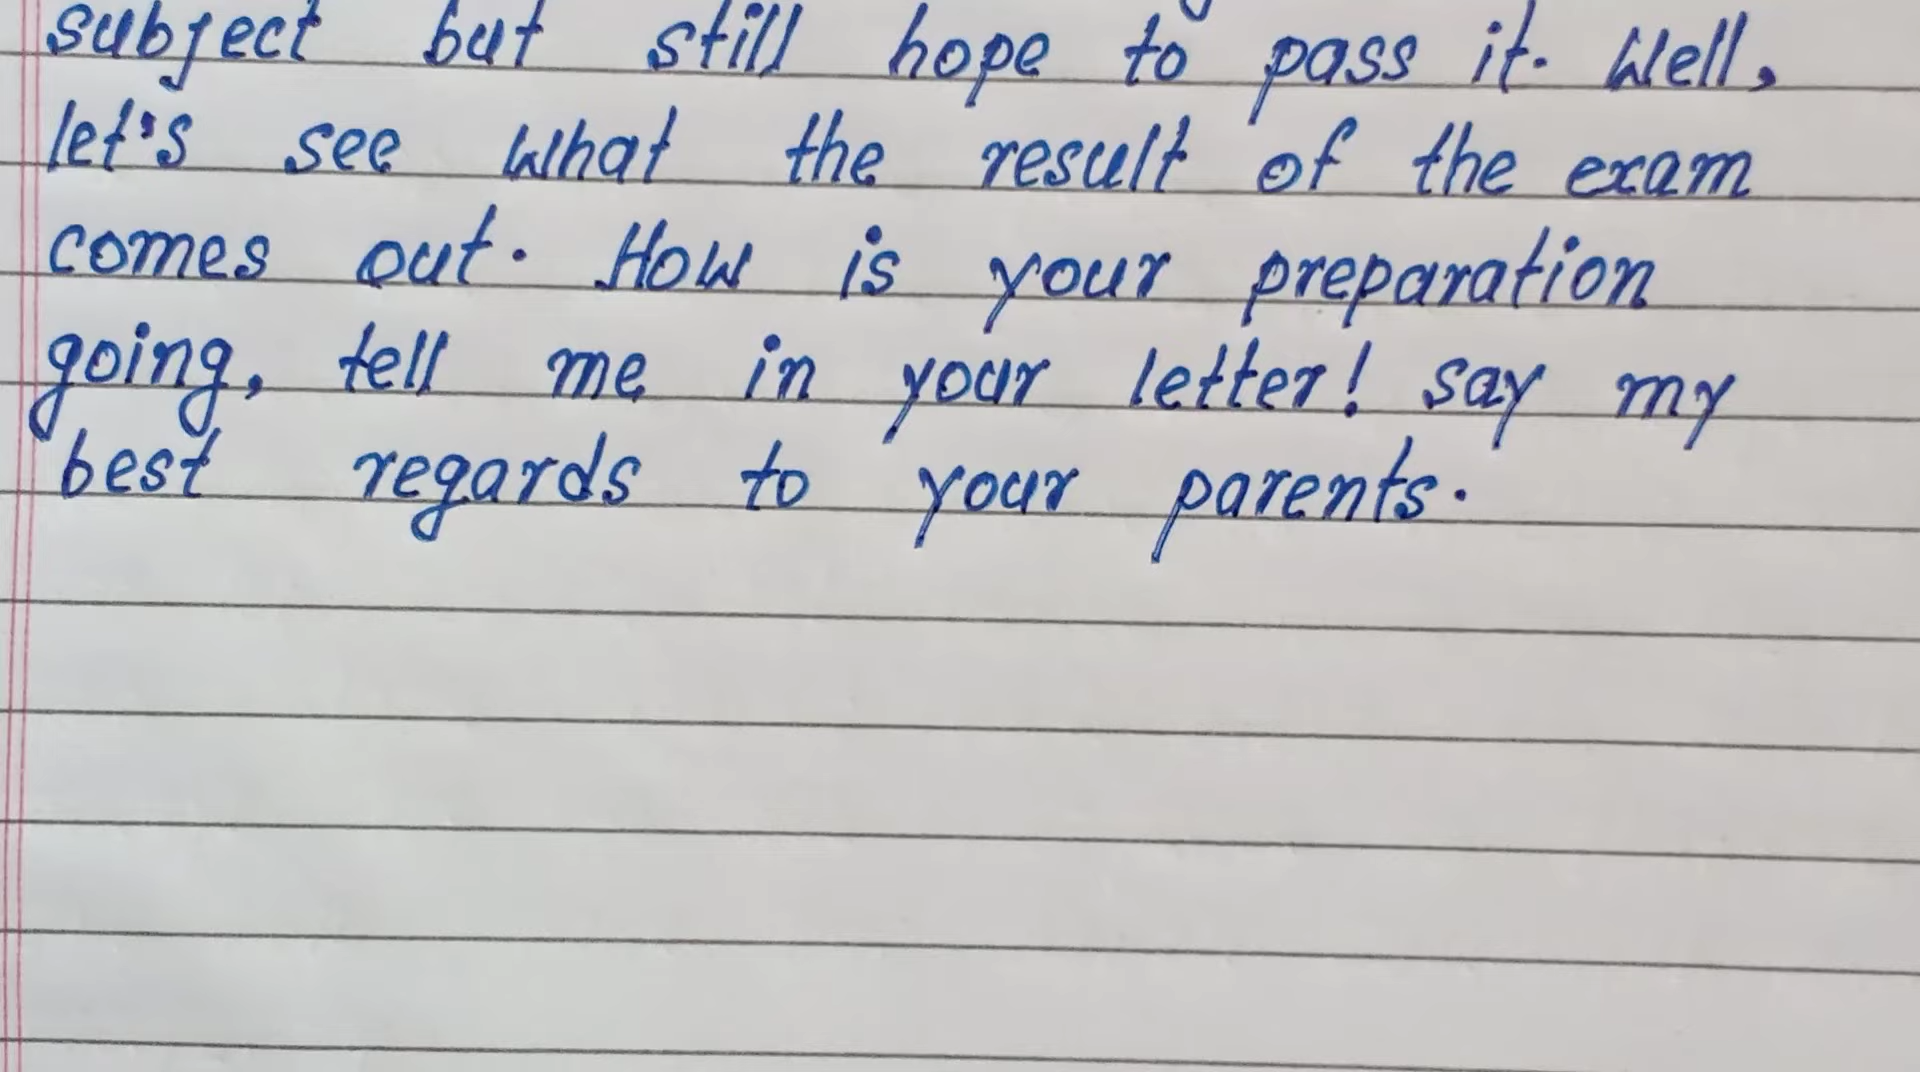 subject but still hope to pass it. Well,
let's see what the result of the exam
comes out. How is your preparation
going, tell me in your letter! say my
best regards to your parents.